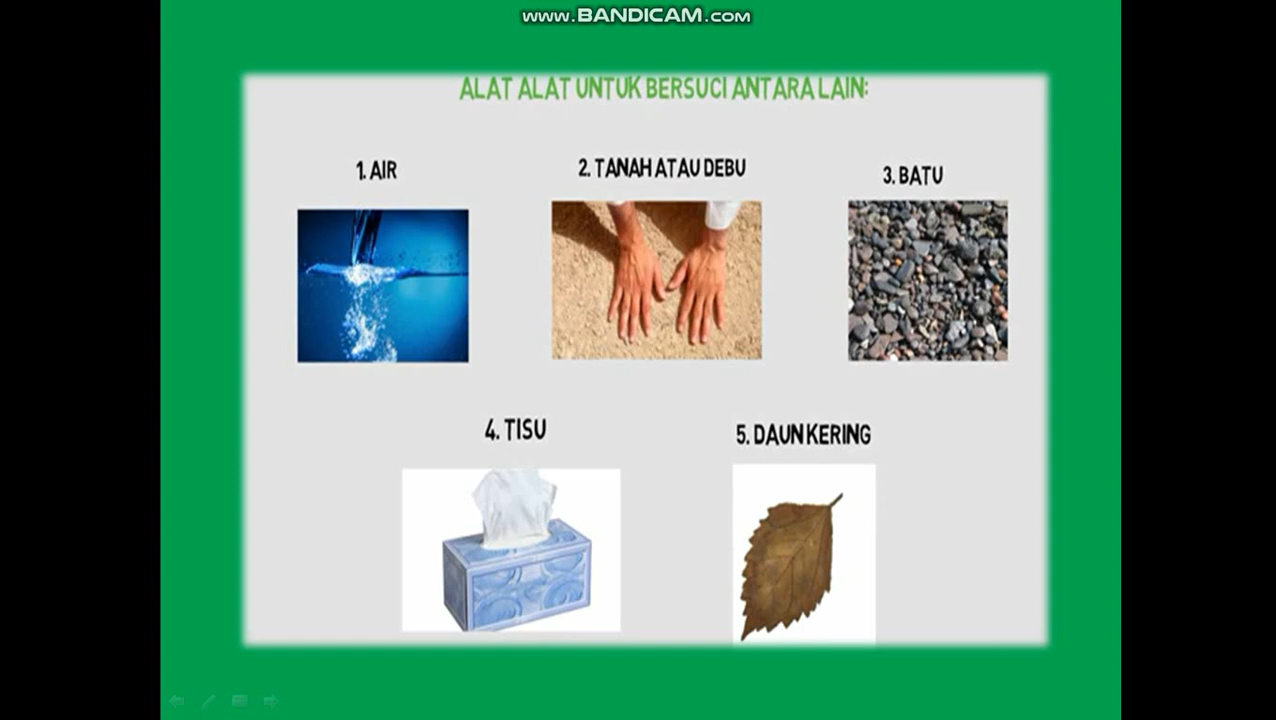 www.BANDICAM.com
ALAT ALAT UNTUK BERSUCI ANTARA LAIN:
1. AIR
2. TANAH ATAU DEBU
3. BATU
4. TISU
5. DAUN KERING